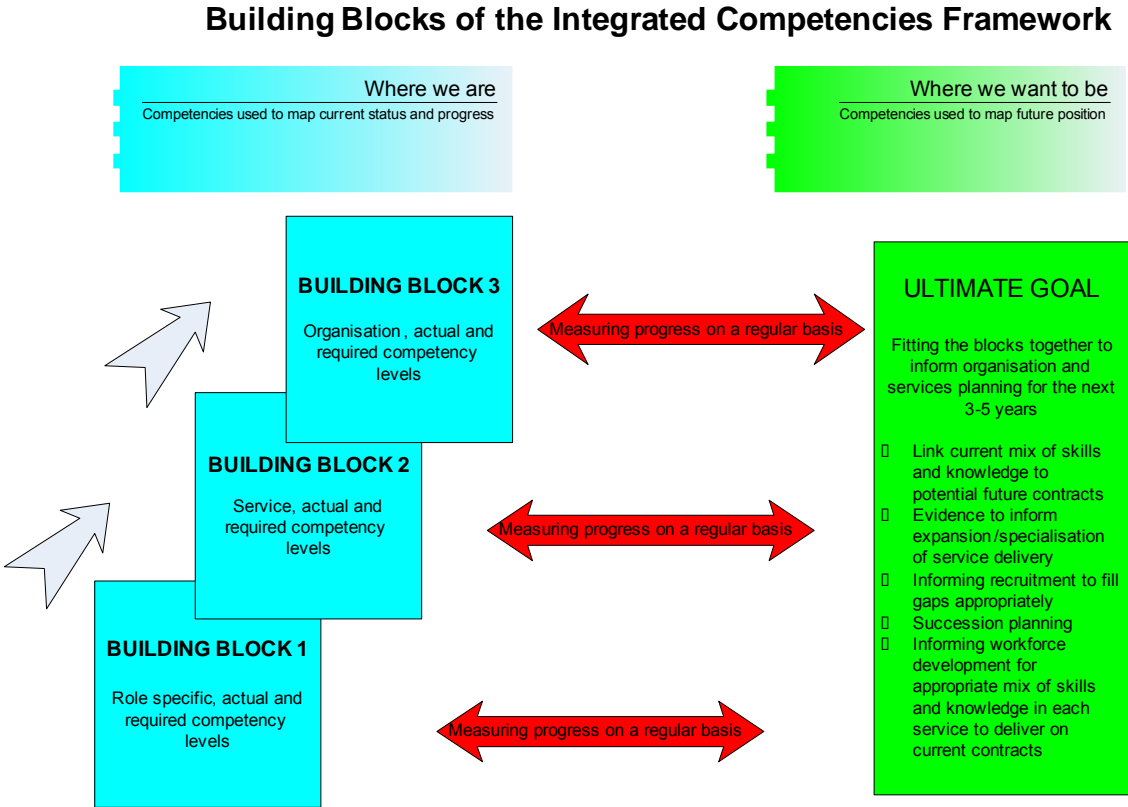 Building Blocks of the Integrated Competencies Framework
Where we are
Competencies used to map current status and progress
Where we want to be
Competencies used to map future position
BUILDING BLOCK 3
Organisation, actual and
required competency
levels
Measuring progress on a regular basis
BUILDING BLOCK 2
Service, actual and
required competency
levels
Measuring progress on a regular basis
BUILDING BLOCK 1
Role specific, actual and
required competency
levels
Measuring progress on a regular basis
ULTIMATE GOAL
Fitting the blocks together to
inform organisation and
services planning for the next
3-5 years
Link current mix of skills
and knowledge to
potential future contracts
Evidence to inform
expansion/specialisation
of service delivery
Informing recruitment to fill
gaps appropriately
Succession planning
Informing workforce
development for
appropriate mix of skills
and knowledge in each
service to deliver on
current contracts